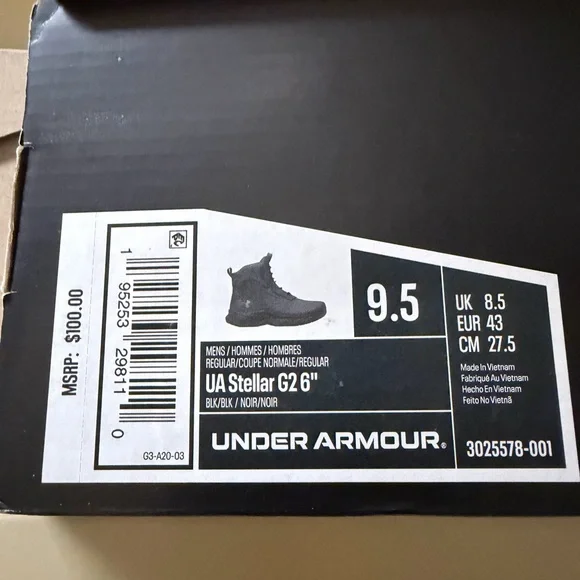 MSRP: $100.00
1 95253 29811 0
G3-A20-03
MENS / HOMMES / HOMBRES
REGULAR/COUPE NORMALE/REGULAR
UA Stellar G2 6"
BLK/BLK / NOIR/NOIR
UNDER ARMOUR®
9.5
UK 8.5
EUR 43
CM 27.5
Made In Vietnam
Fabriqué Au Vietnam
Hecho En Vietnam
Feito No Vietnã
3025578-001